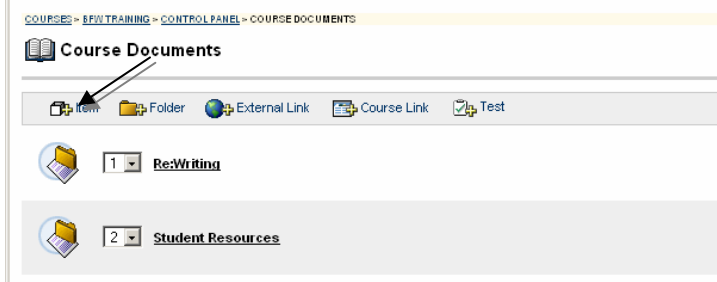 COURSES > BFW TRAINING > CONTROL PANEL > COURSE DOCUMENTS
Course Documents
Item Folder External Link Course Link Test
1 Re:Writing
2 Student Resources